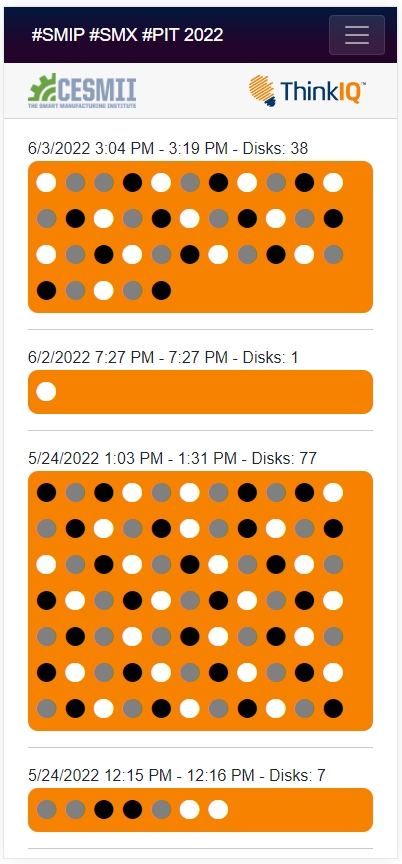 #SMIP #SMX #PIT 2022
CESMII
THE SMART MANUFACTURING INSTITUTE
ThinkIQ™
6/3/2022 3:04 PM - 3:19 PM - Disks: 38
6/2/2022 7:27 PM - 7:27 PM - Disks: 1
5/24/2022 1:03 PM - 1:31 PM - Disks: 77
5/24/2022 12:15 PM - 12:16 PM - Disks: 7